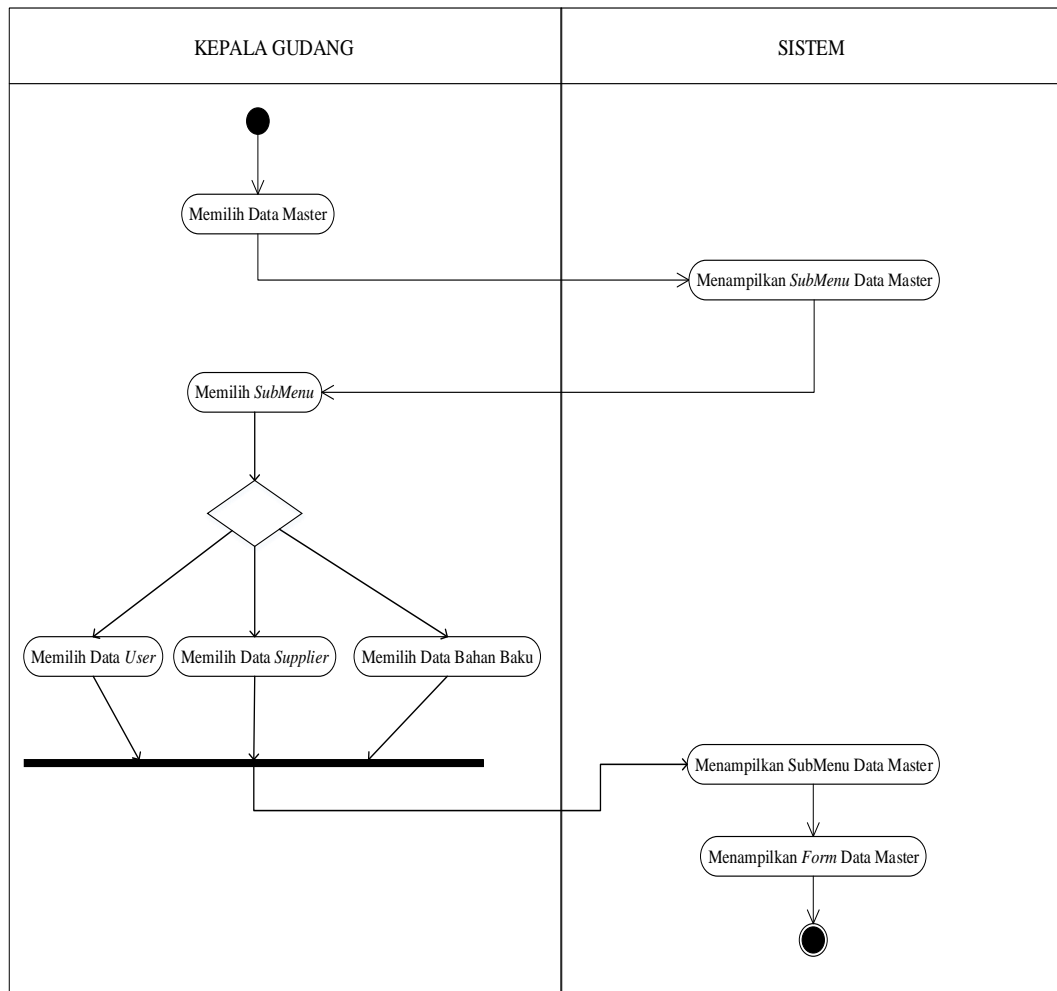 KEPALA GUDANG
SISTEM
Memilih Data Master
Menampilkan SubMenu Data Master
Memilih SubMenu
Memilih Data User
Memilih Data Supplier
Memilih Data Bahan Baku
Menampilkan SubMenu Data Master
Menampilkan Form Data Master